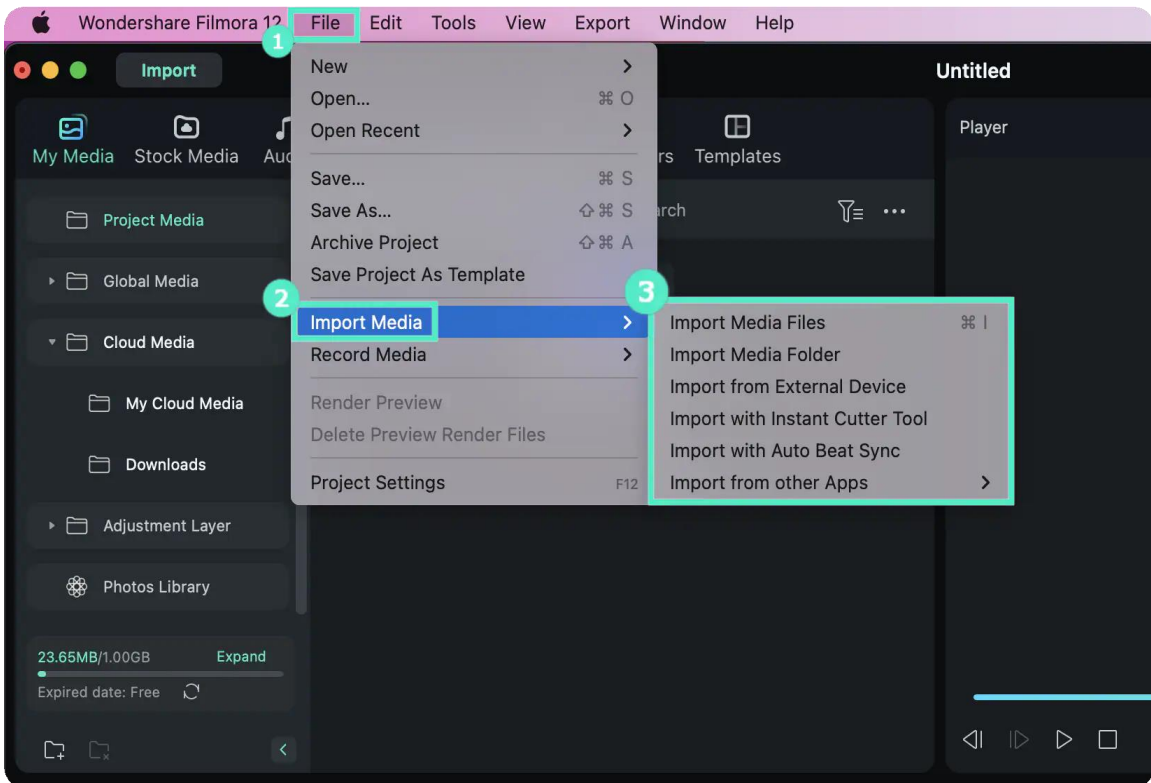 Wondershare Filmora 12 File Edit Tools View Export Window Help
1
Import
Untitled
My Media
Stock Media
Templates
Player
New
Open... ⌘ O
Open Recent
Save... ⌘ S
Save As... ⇧ ⌘ S
Archive Project ⇧ ⌘ A
Save Project As Template
2
Import Media
Record Media
Render Preview
Delete Preview Render Files
Project Settings F12
3
Import Media Files ⌘ I
Import Media Folder
Import from External Device
Import with Instant Cutter Tool
Import with Auto Beat Sync
Import from other Apps
Project Media
Global Media
Cloud Media
My Cloud Media
Downloads
Adjustment Layer
Photos Library
23.65MB/1.00GB Expand
Expired date: Free